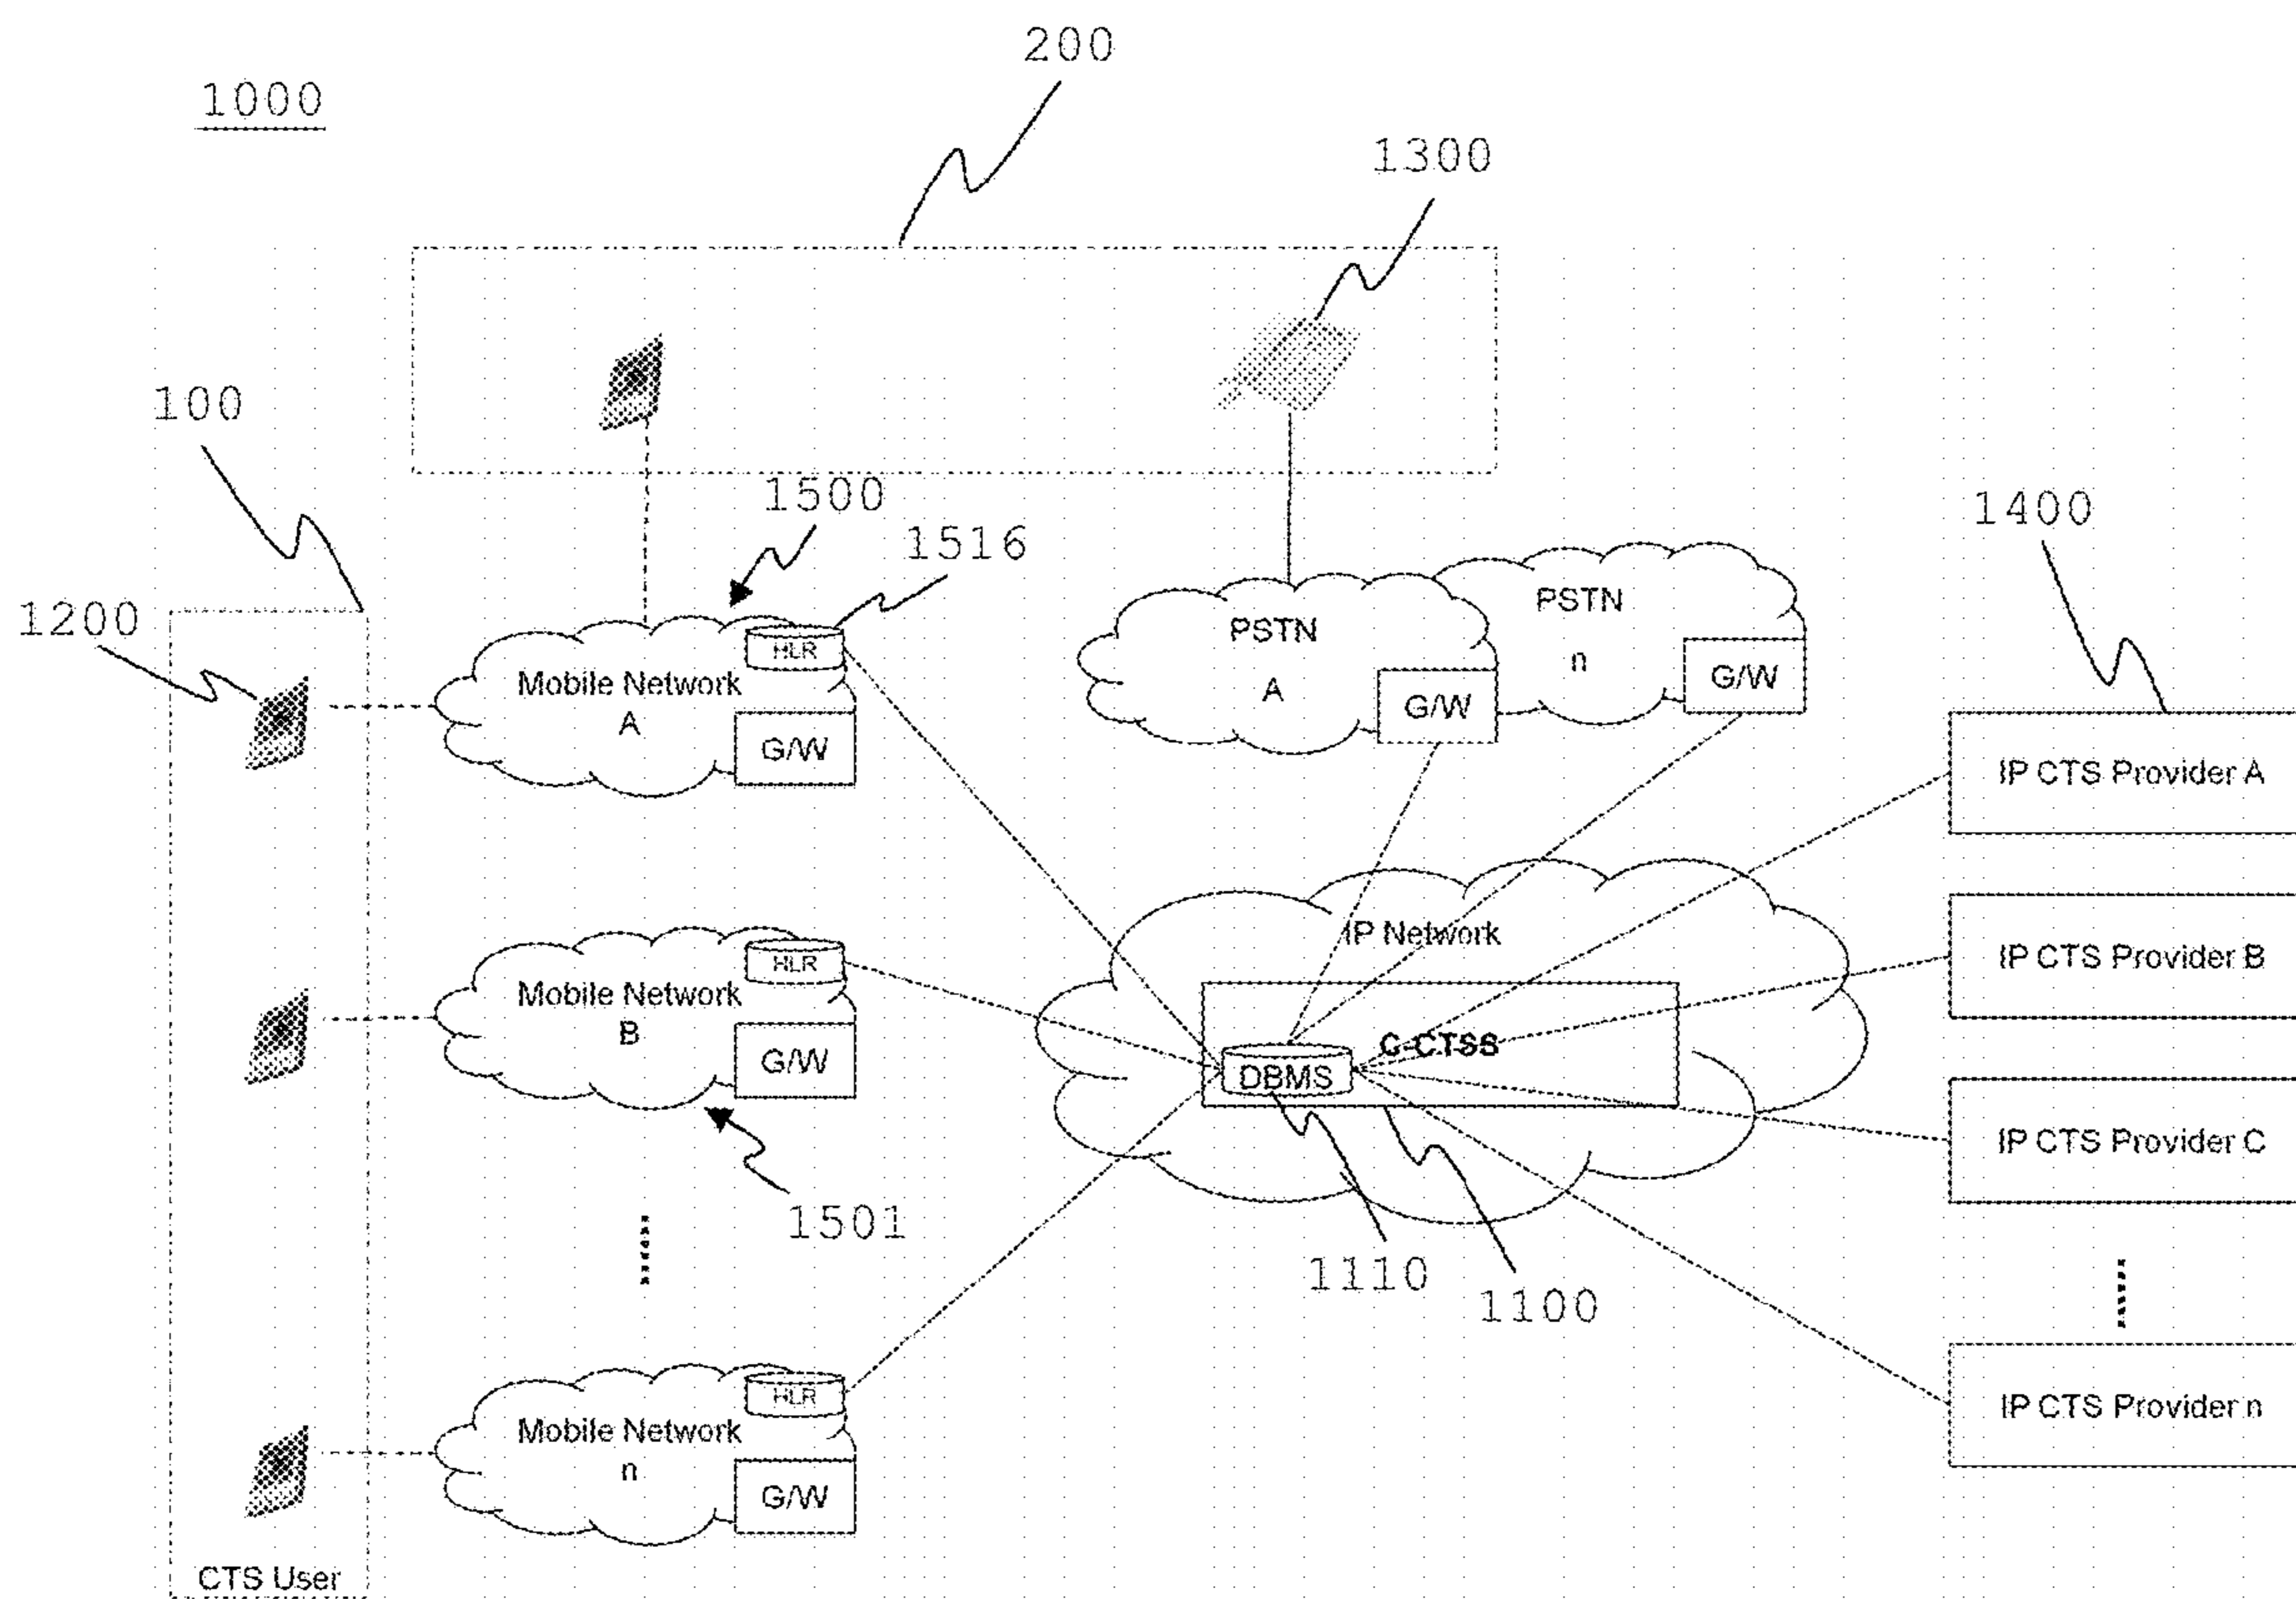 200
1000
1300
100
1500
1400
1516
1200
HLR
Mobile Network
A
G/W
PSTN
A
G/W
PSTN
n
G/W
IP CTS Provider A
HLR
Mobile Network
B
G/W
IP Network
IP CTS Provider B
C-CTSS
DBMS
IP CTS Provider C
1501
1110
1100
HLR
Mobile Network
n
G/W
IP CTS Provider n
CTS User